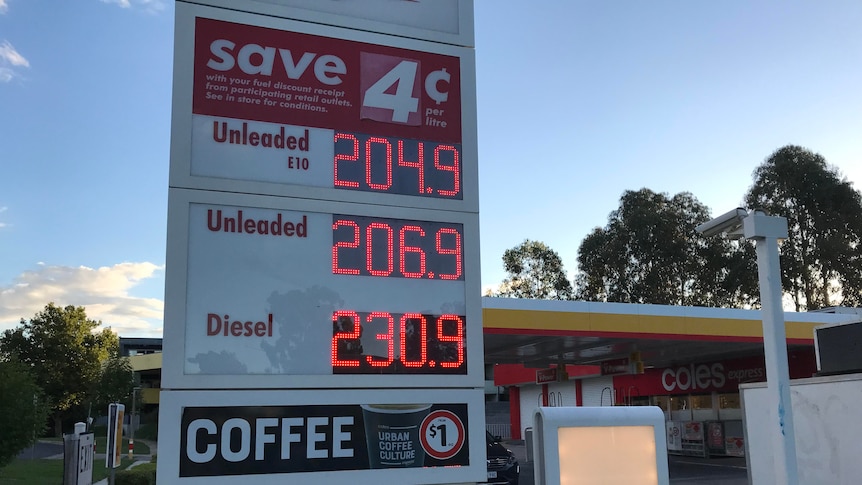 save 4¢
with your fuel discount receipt
from participating retail outlets.
See in store for conditions.
per
litre
Unleaded 204.9
E10
Unleaded 206.9
Diesel 230.9
coles express
COFFEE
URBAN
COFFEE
CULTURE
$1
EXIT